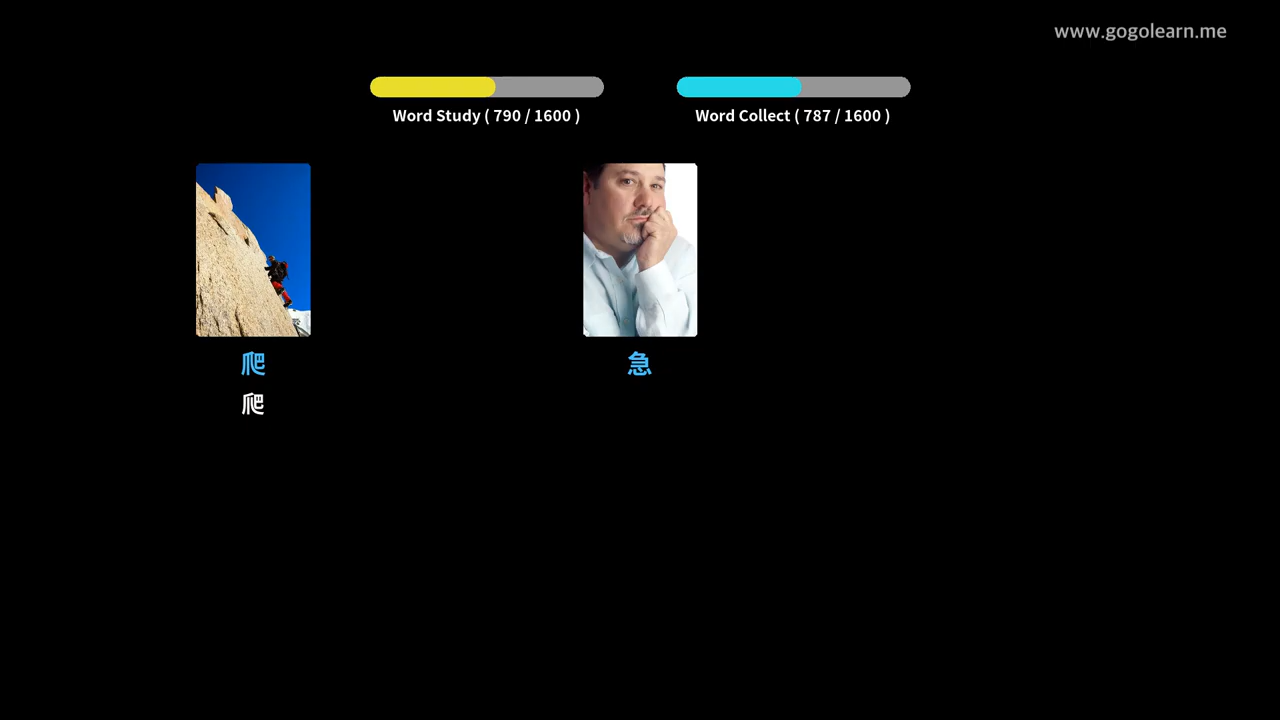 www.gogolearn.me
Word Study ( 790 / 1600 )
Word Collect ( 787 / 1600 )
爬
急
爬